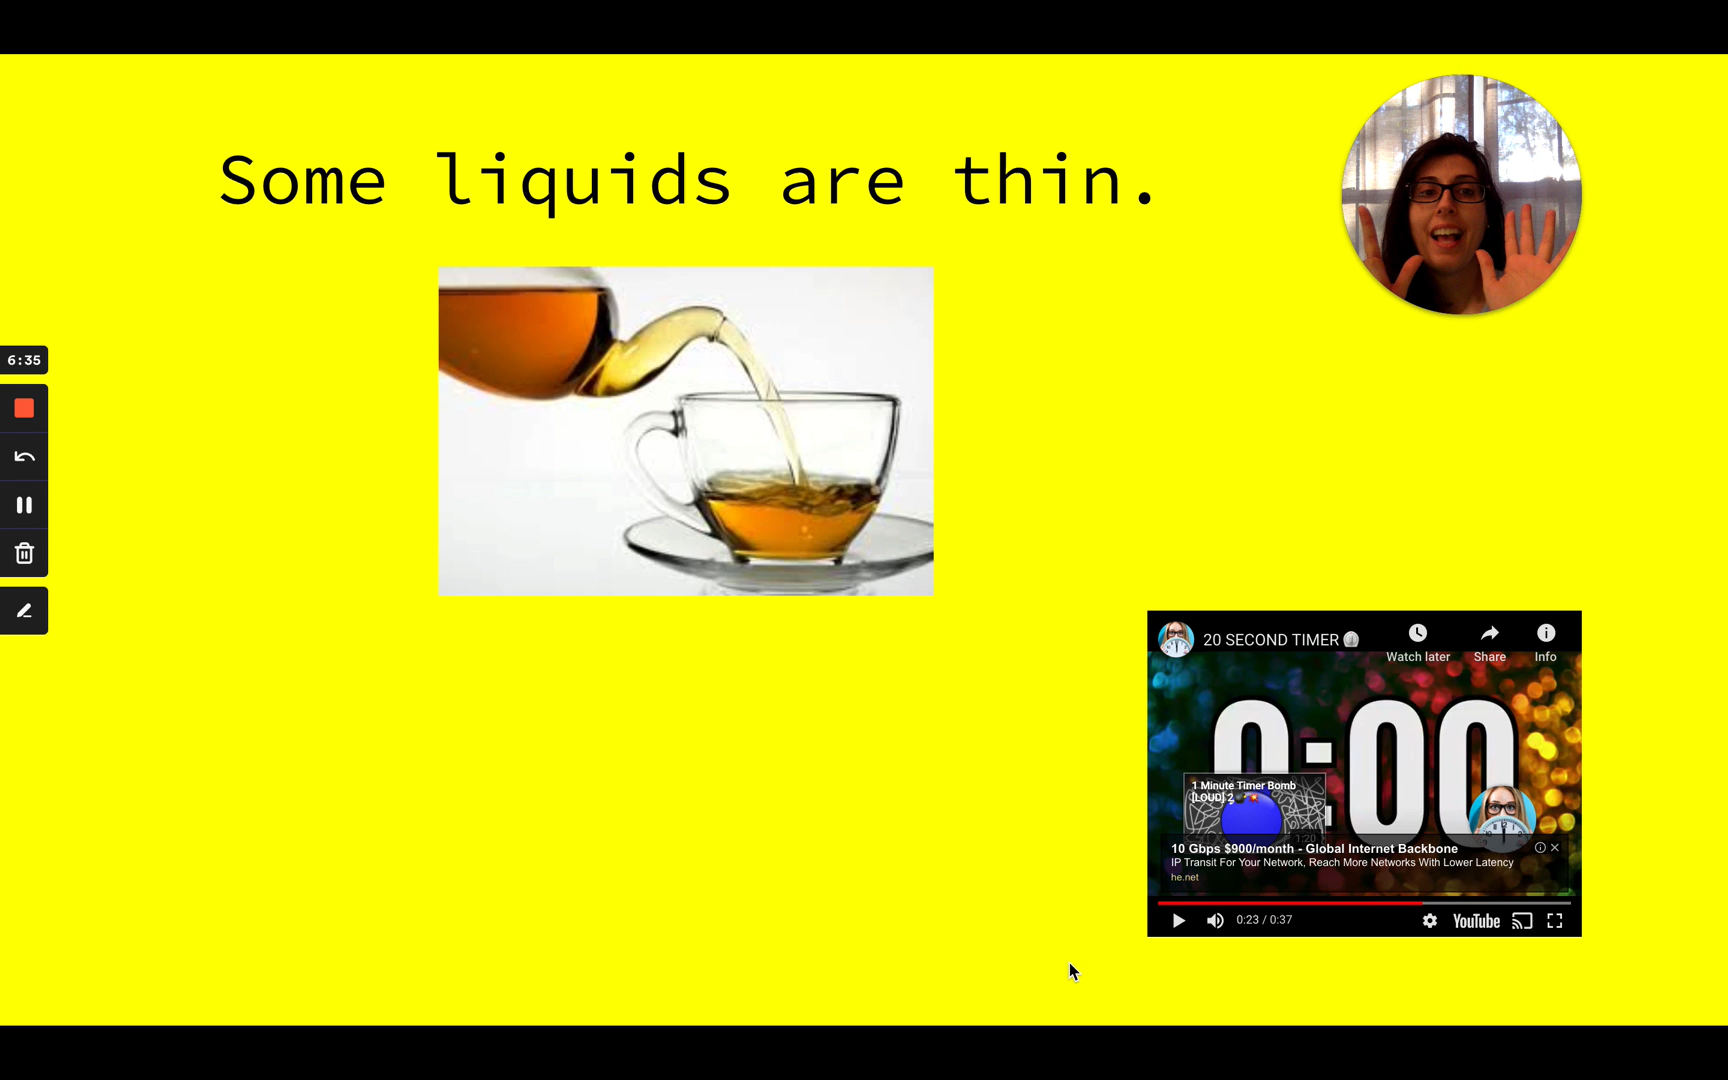 Some liquids are thin.
6:35
20 SECOND TIMER
Watch later
Share
Info
0:00
1 Minute Timer Bomb
[LOUD] 2
1:20
10 Gbps $900/month - Global Internet Backbone
IP Transit For Your Network, Reach More Networks With Lower Latency
he.net
0:23 / 0:37
YouTube